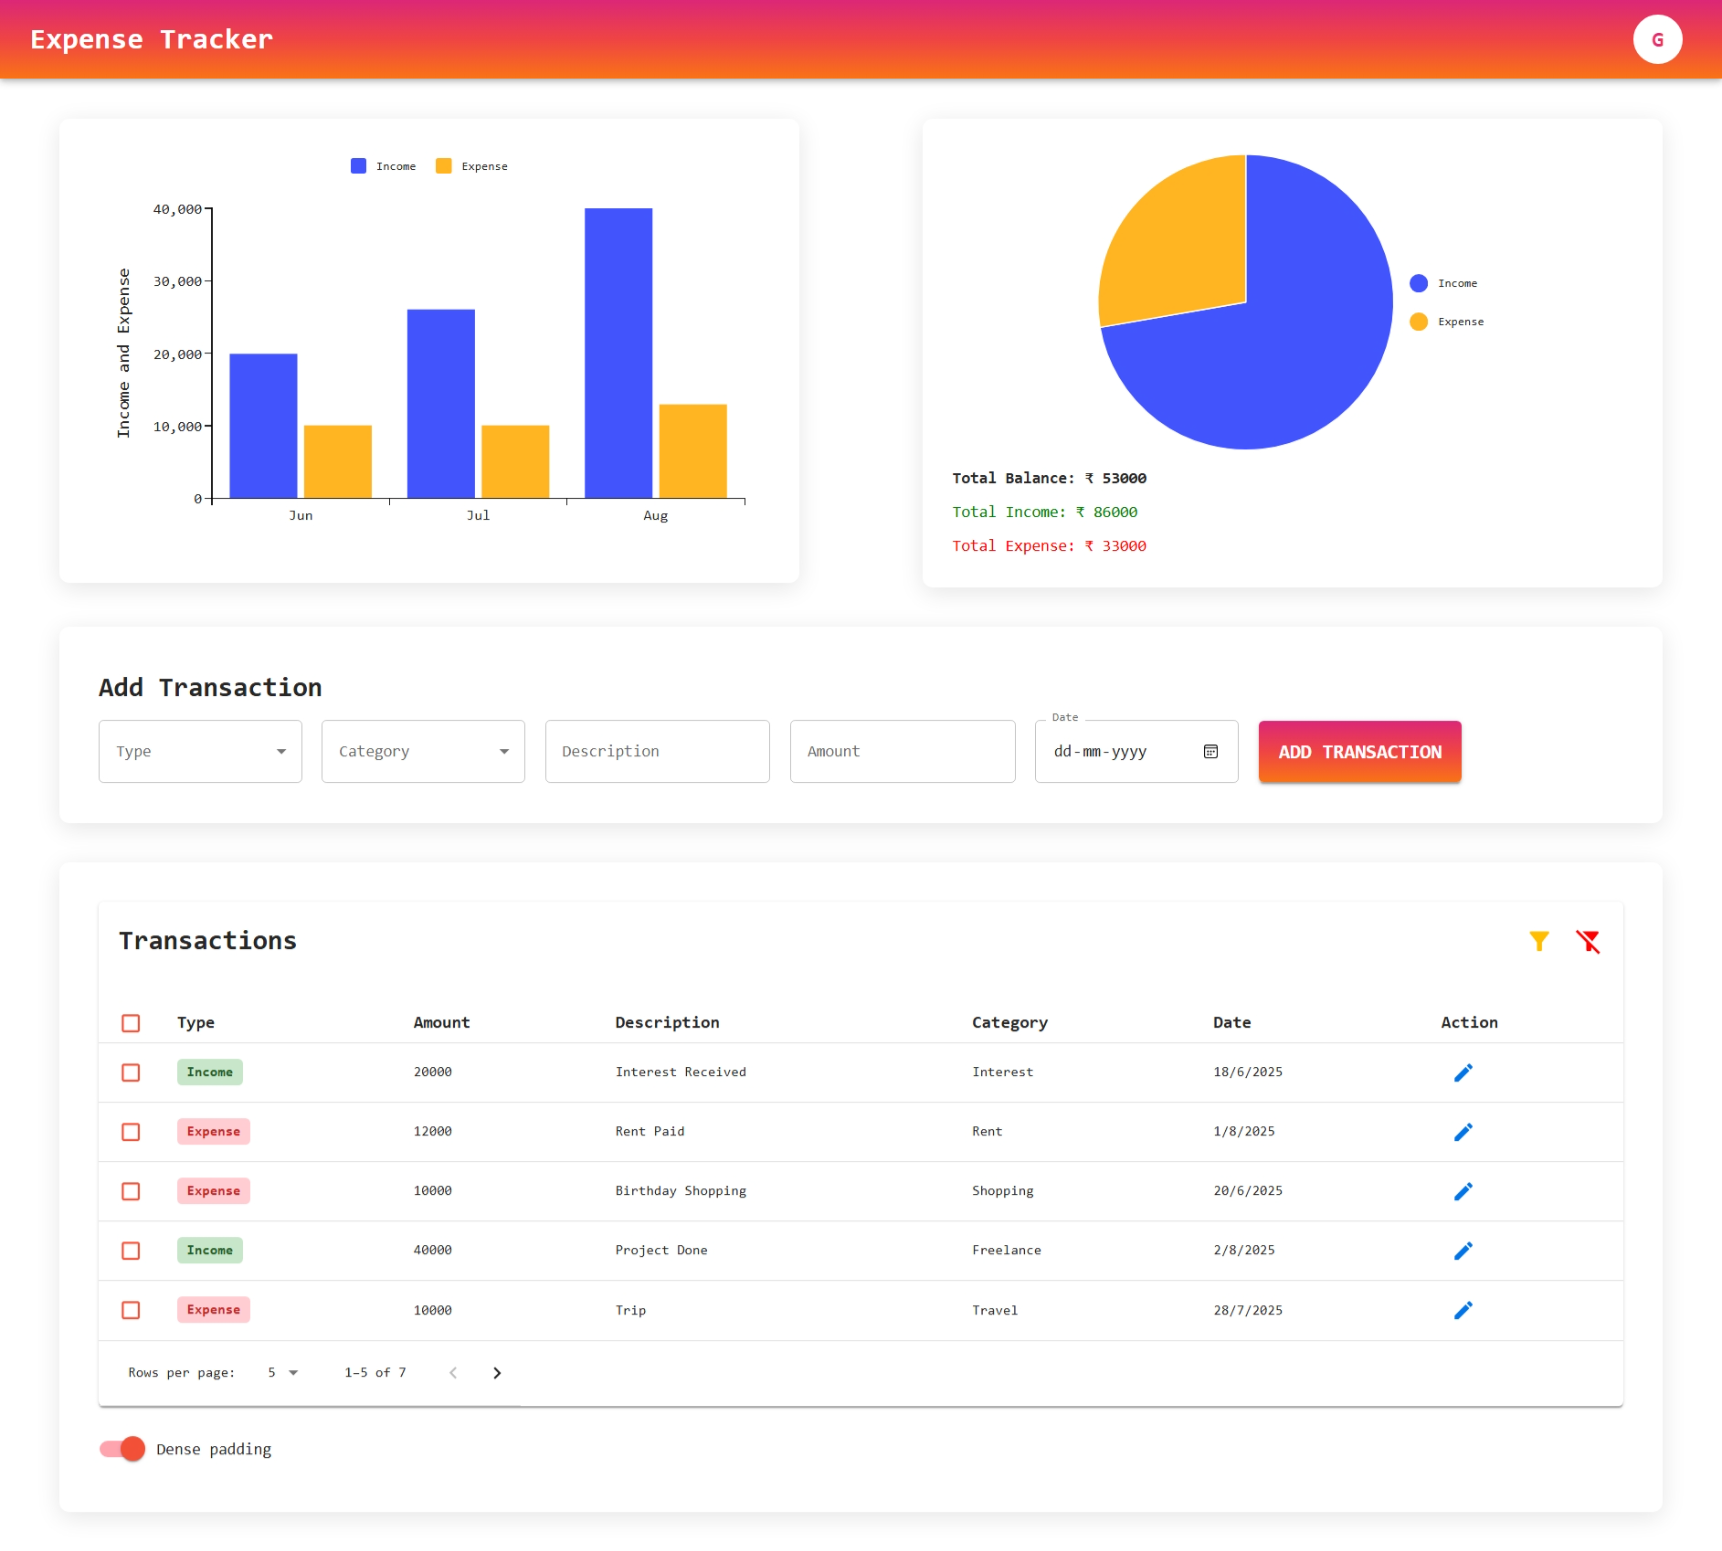 Expense Tracker
G
Income Expense
40,000
30,000
20,000
10,000
0
Income and Expense
Jun Jul Aug
Income
Expense
Total Balance: ₹ 53000
Total Income: ₹ 86000
Total Expense: ₹ 33000
Add Transaction
Type Category Description Amount Date dd-mm-yyyy ADD TRANSACTION
Transactions
Type Amount Description Category Date Action
Income 20000 Interest Received Interest 18/6/2025
Expense 12000 Rent Paid Rent 1/8/2025
Expense 10000 Birthday Shopping Shopping 20/6/2025
Income 40000 Project Done Freelance 2/8/2025
Expense 10000 Trip Travel 28/7/2025
Rows per page: 5 1–5 of 7
Dense padding